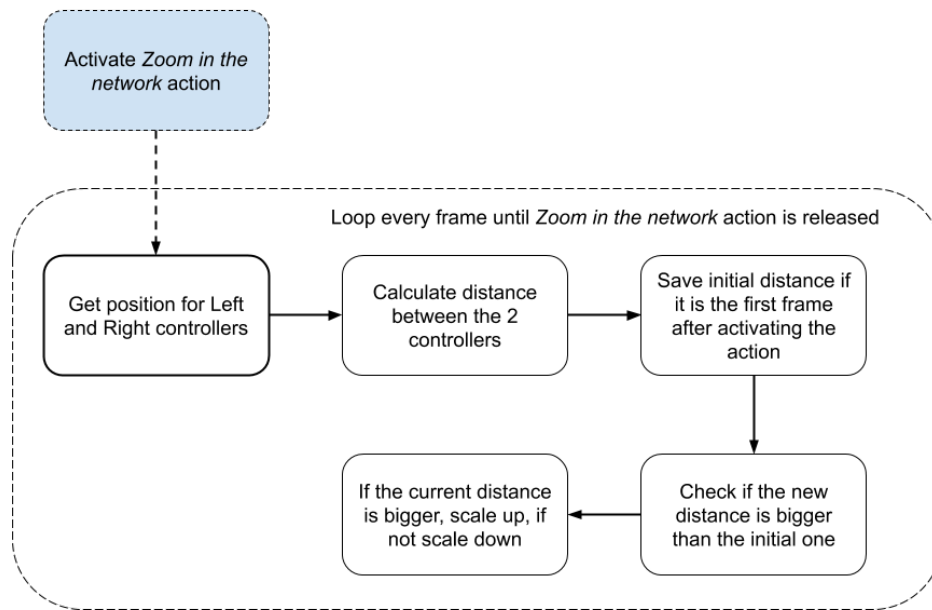 Activate Zoom in the
network action
Loop every frame until Zoom in the network action is released
Get position for Left
and Right controllers
Calculate distance
between the 2
controllers
Save initial distance if
it is the first frame
after activating the
action
Check if the new
distance is bigger
than the initial one
If the current distance
is bigger, scale up, if
not scale down